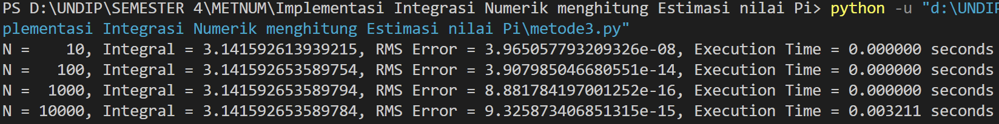 PS D:\UNDIP\SEMESTER 4\METNUM\Implementasi Integrasi Numerik menghitung Estimasi nilai Pi> python -u "d:\UNDIP
plementasi Integrasi Numerik menghitung Estimasi nilai Pi\metode3.py"
N =    10, Integral = 3.141592613939215, RMS Error = 3.965057793209326e-08, Execution Time = 0.000000 seconds
N =   100, Integral = 3.141592653589754, RMS Error = 3.907985046680551e-14, Execution Time = 0.000000 seconds
N =  1000, Integral = 3.141592653589794, RMS Error = 8.881784197001252e-16, Execution Time = 0.000000 seconds
N = 10000, Integral = 3.141592653589784, RMS Error = 9.325873406851315e-15, Execution Time = 0.003211 seconds